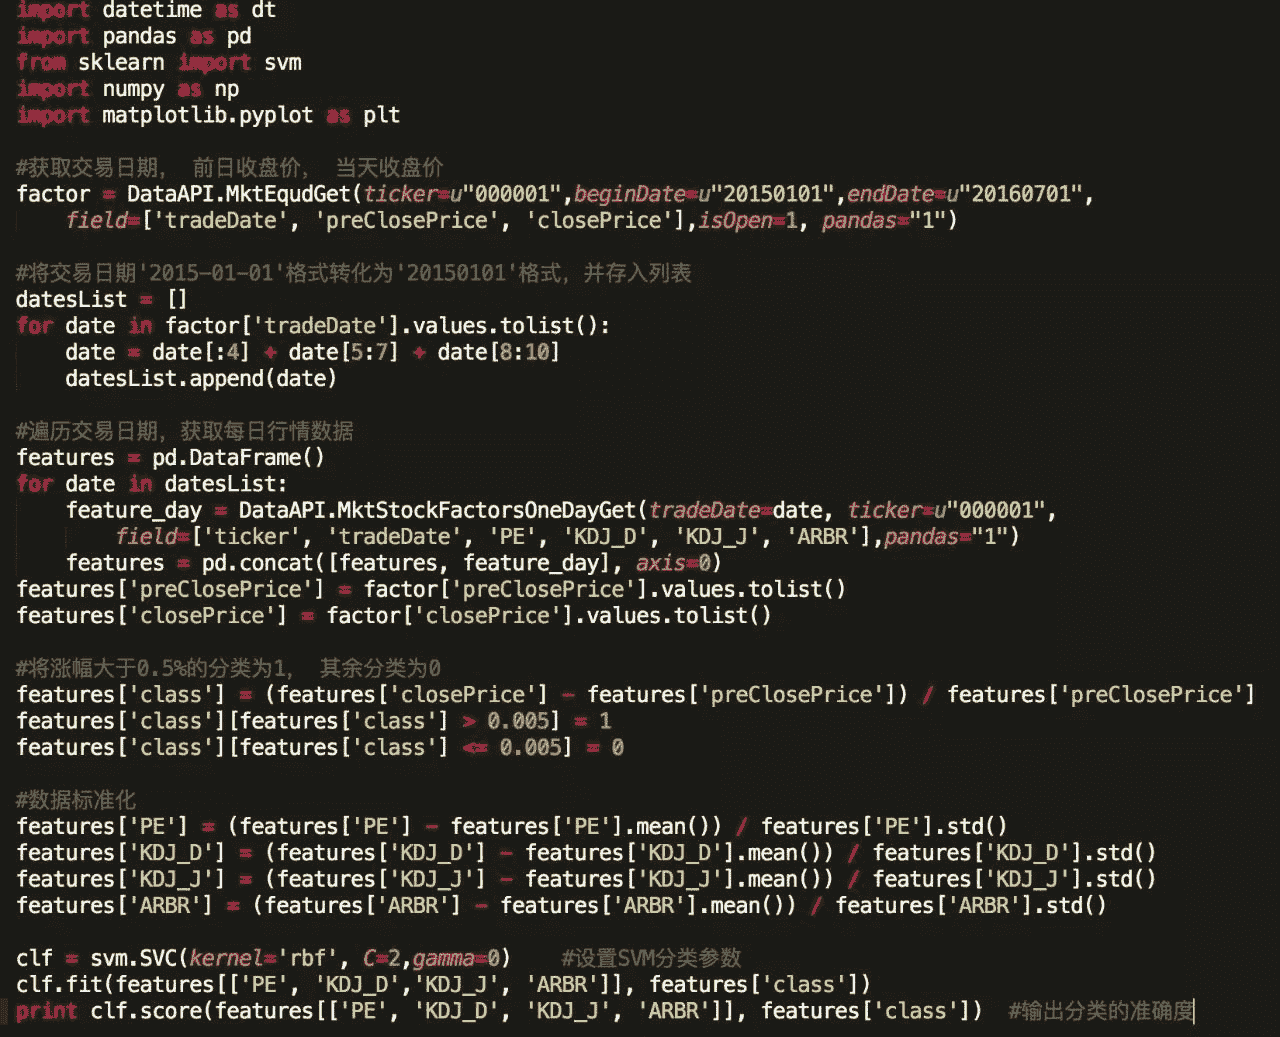 import datetime as dt
import pandas as pd
from sklearn import svm
import numpy as np
import matplotlib.pyplot as plt
#获取交易日期， 前日收盘价， 当天收盘价
factor = DataAPI.MktEqudGet(ticker=u"000001",beginDate=u"20150101",endDate=u"20160701",
    field=['tradeDate', 'preClosePrice', 'closePrice'],isOpen=1, pandas="1")
#将交易日期'2015-01-01'格式转化为'20150101'格式，并存入列表
datesList = []
for date in factor['tradeDate'].values.tolist():
    date = date[:4] + date[5:7] + date[8:10]
    datesList.append(date)
#遍历交易日期，获取每日行情数据
features = pd.DataFrame()
for date in datesList:
    feature_day = DataAPI.MktStockFactorsOneDayGet(tradeDate=date, ticker=u"000001",
        field=['ticker', 'tradeDate', 'PE', 'KDJ_D', 'KDJ_J', 'ARBR'],pandas="1")
    features = pd.concat([features, feature_day], axis=0)
features['preClosePrice'] = factor['preClosePrice'].values.tolist()
features['closePrice'] = factor['closePrice'].values.tolist()
#将涨幅大于0.5%的分类为1， 其余分类为0
features['class'] = (features['closePrice'] - features['preClosePrice']) / features['preClosePrice']
features['class'][features['class'] > 0.005] = 1
features['class'][features['class'] <= 0.005] = 0
#数据标准化
features['PE'] = (features['PE'] - features['PE'].mean()) / features['PE'].std()
features['KDJ_D'] = (features['KDJ_D'] - features['KDJ_D'].mean()) / features['KDJ_D'].std()
features['KDJ_J'] = (features['KDJ_J'] - features['KDJ_J'].mean()) / features['KDJ_J'].std()
features['ARBR'] = (features['ARBR'] - features['ARBR'].mean()) / features['ARBR'].std()
clf = svm.SVC(kernel='rbf', C=2,gamma=0)    #设置SVM分类参数
clf.fit(features[['PE', 'KDJ_D','KDJ_J', 'ARBR']], features['class'])
print clf.score(features[['PE', 'KDJ_D', 'KDJ_J', 'ARBR']], features['class'])  #输出分类的准确度